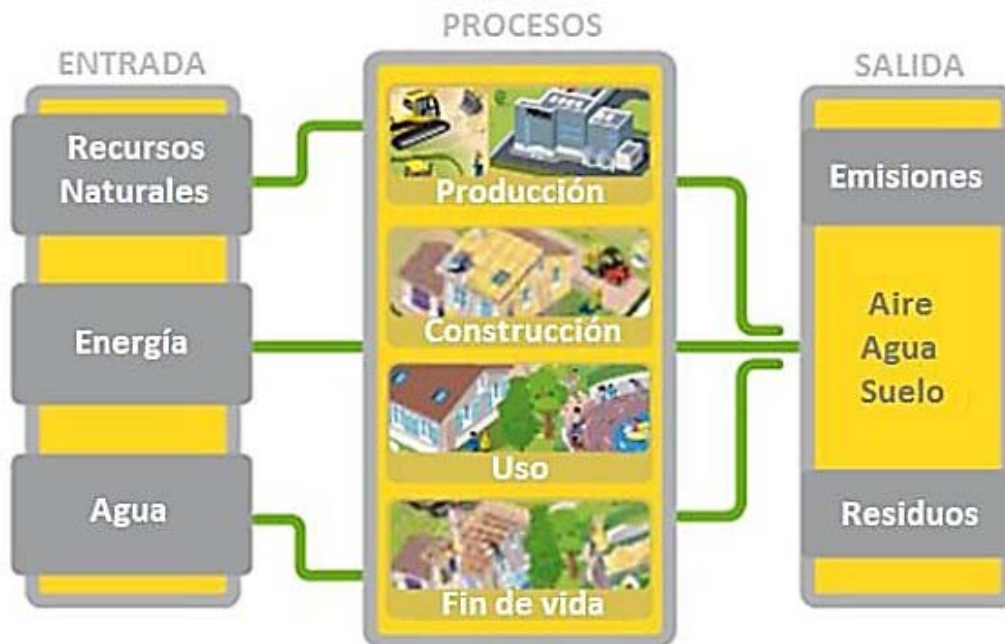 ENTRADA
Recursos
Naturales
Energía
Agua
PROCESOS
Producción
Construcción
Uso
Fin de vida
SALIDA
Emisiones
Aire
Agua
Suelo
Residuos